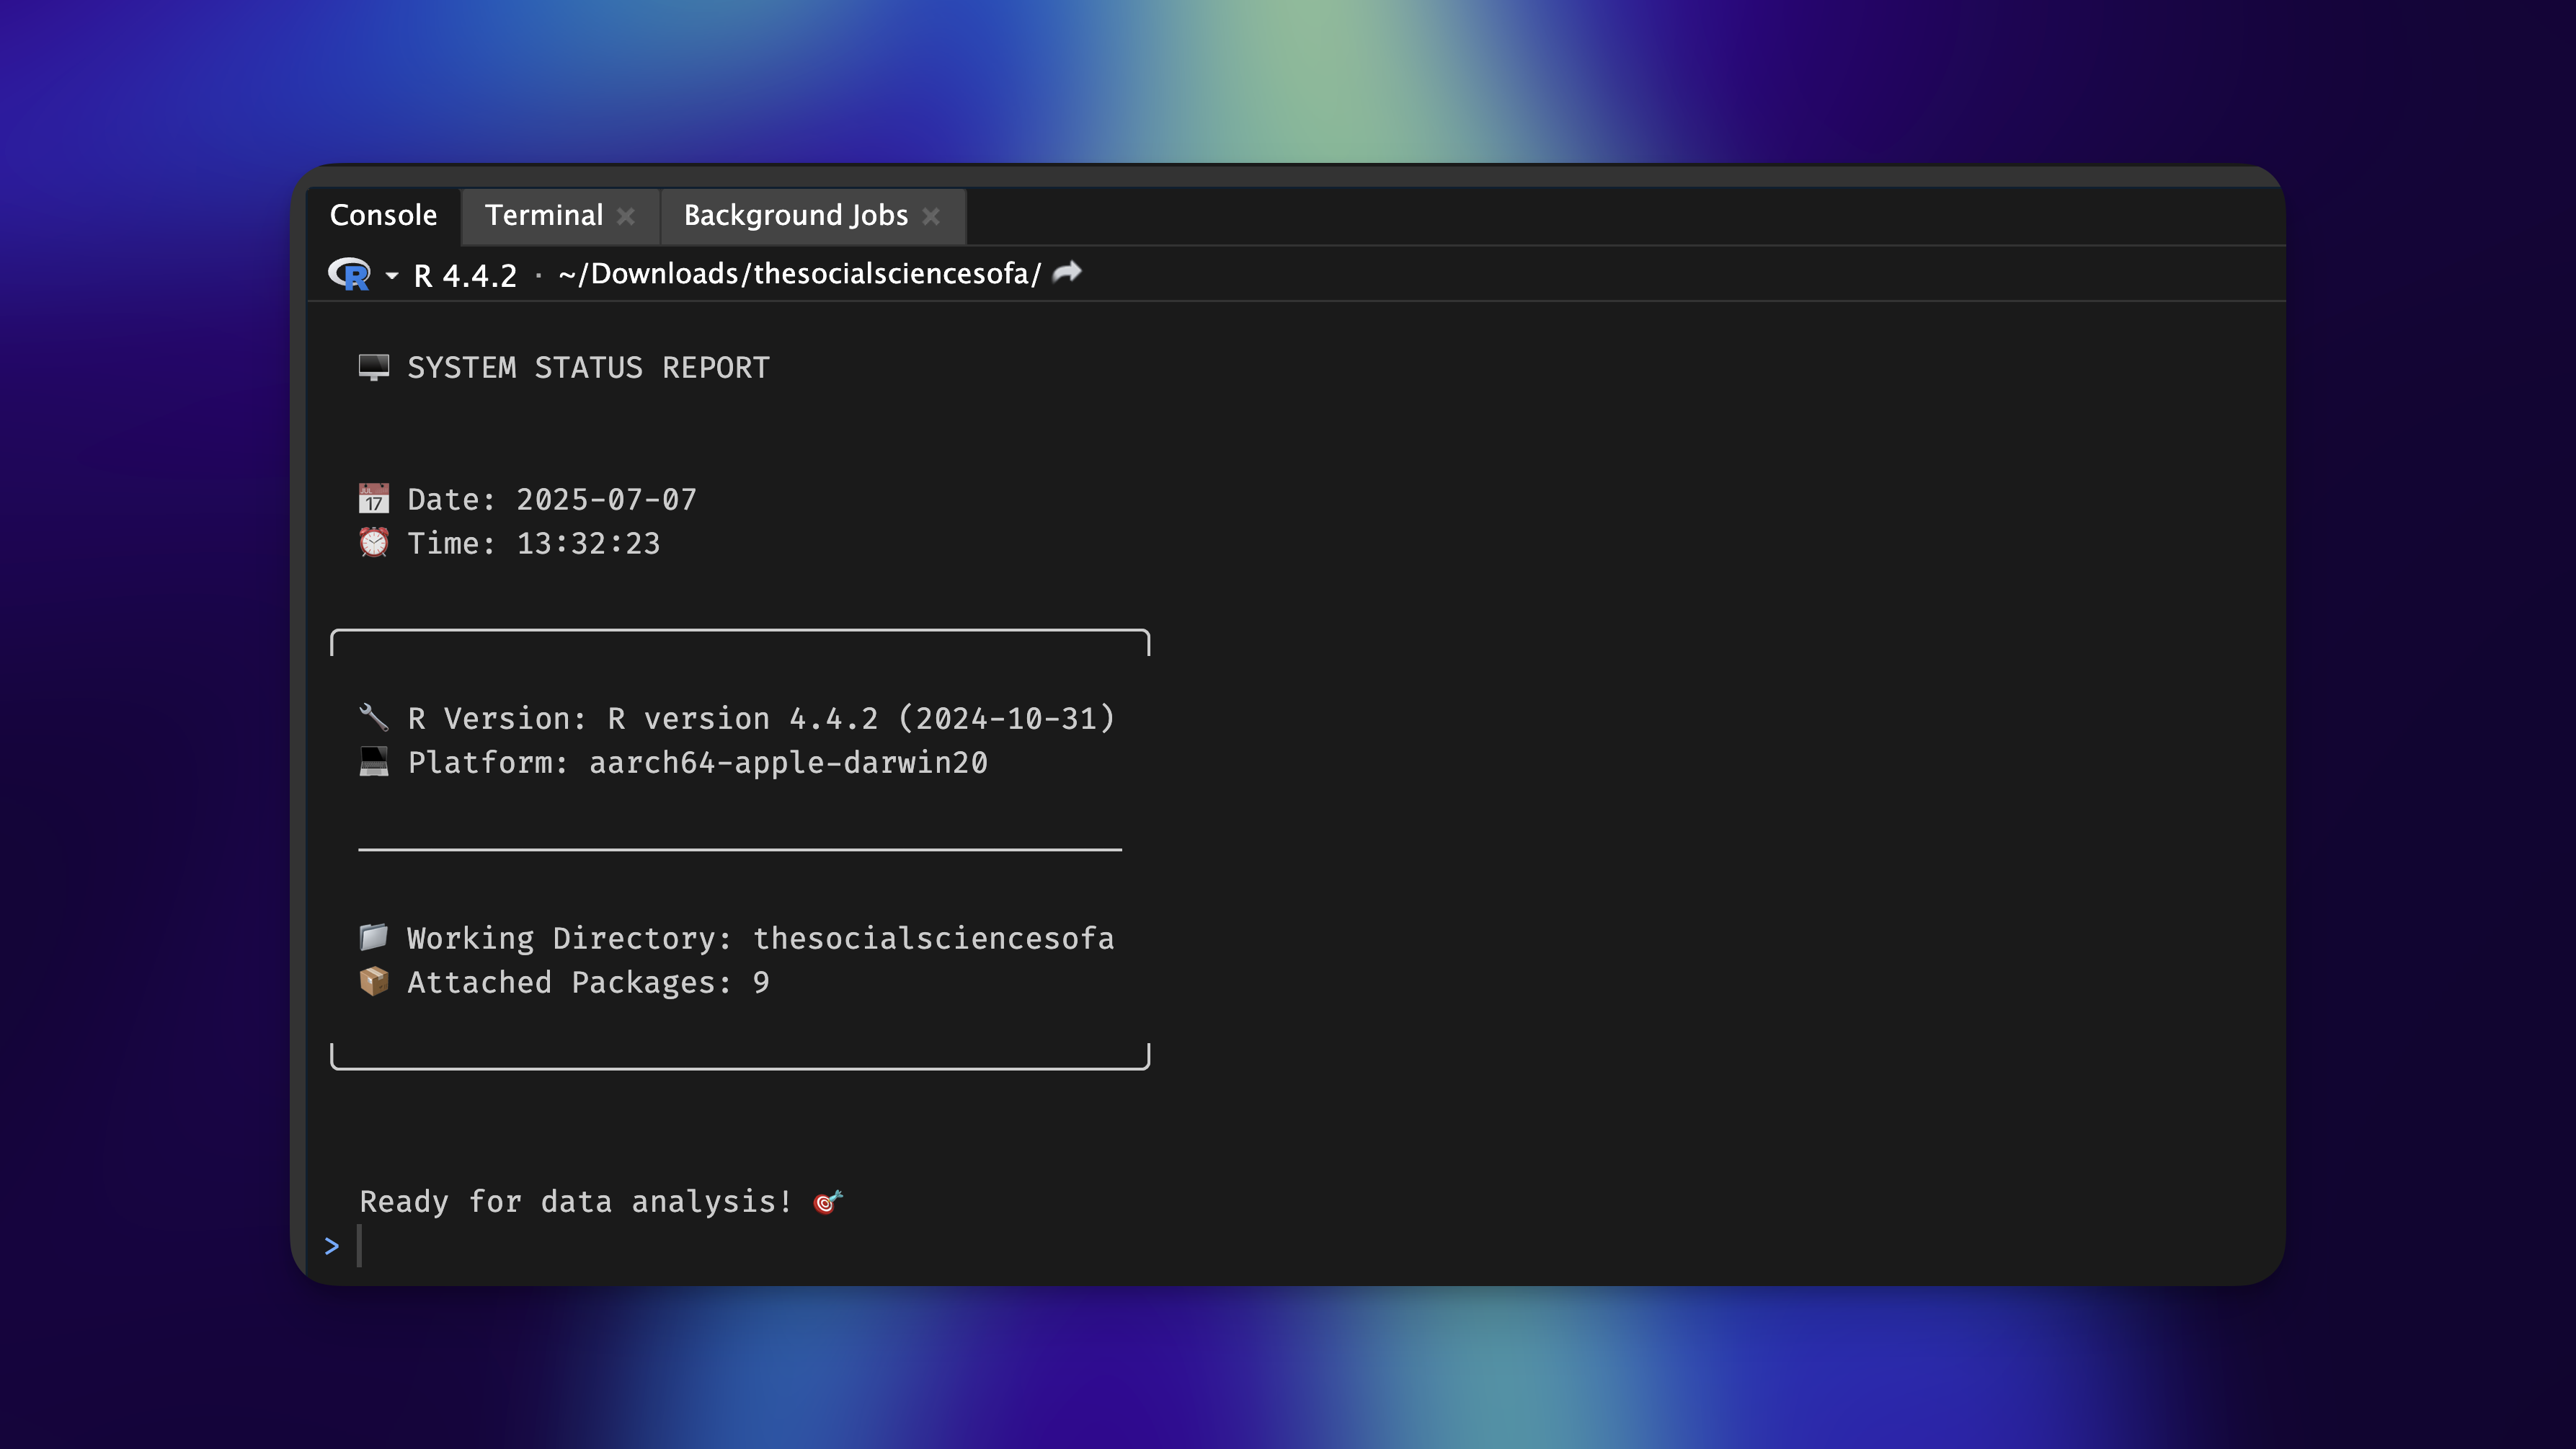 Console Terminal Background Jobs
R 4.4.2 · ~/Downloads/thesocialsciencesofa/
🖥️ SYSTEM STATUS REPORT
📅 Date: 2025-07-07
⏰ Time: 13:32:23
🔧 R Version: R version 4.4.2 (2024-10-31)
💻 Platform: aarch64-apple-darwin20
📁 Working Directory: thesocialsciencesofa
📦 Attached Packages: 9
Ready for data analysis! 🎯
>